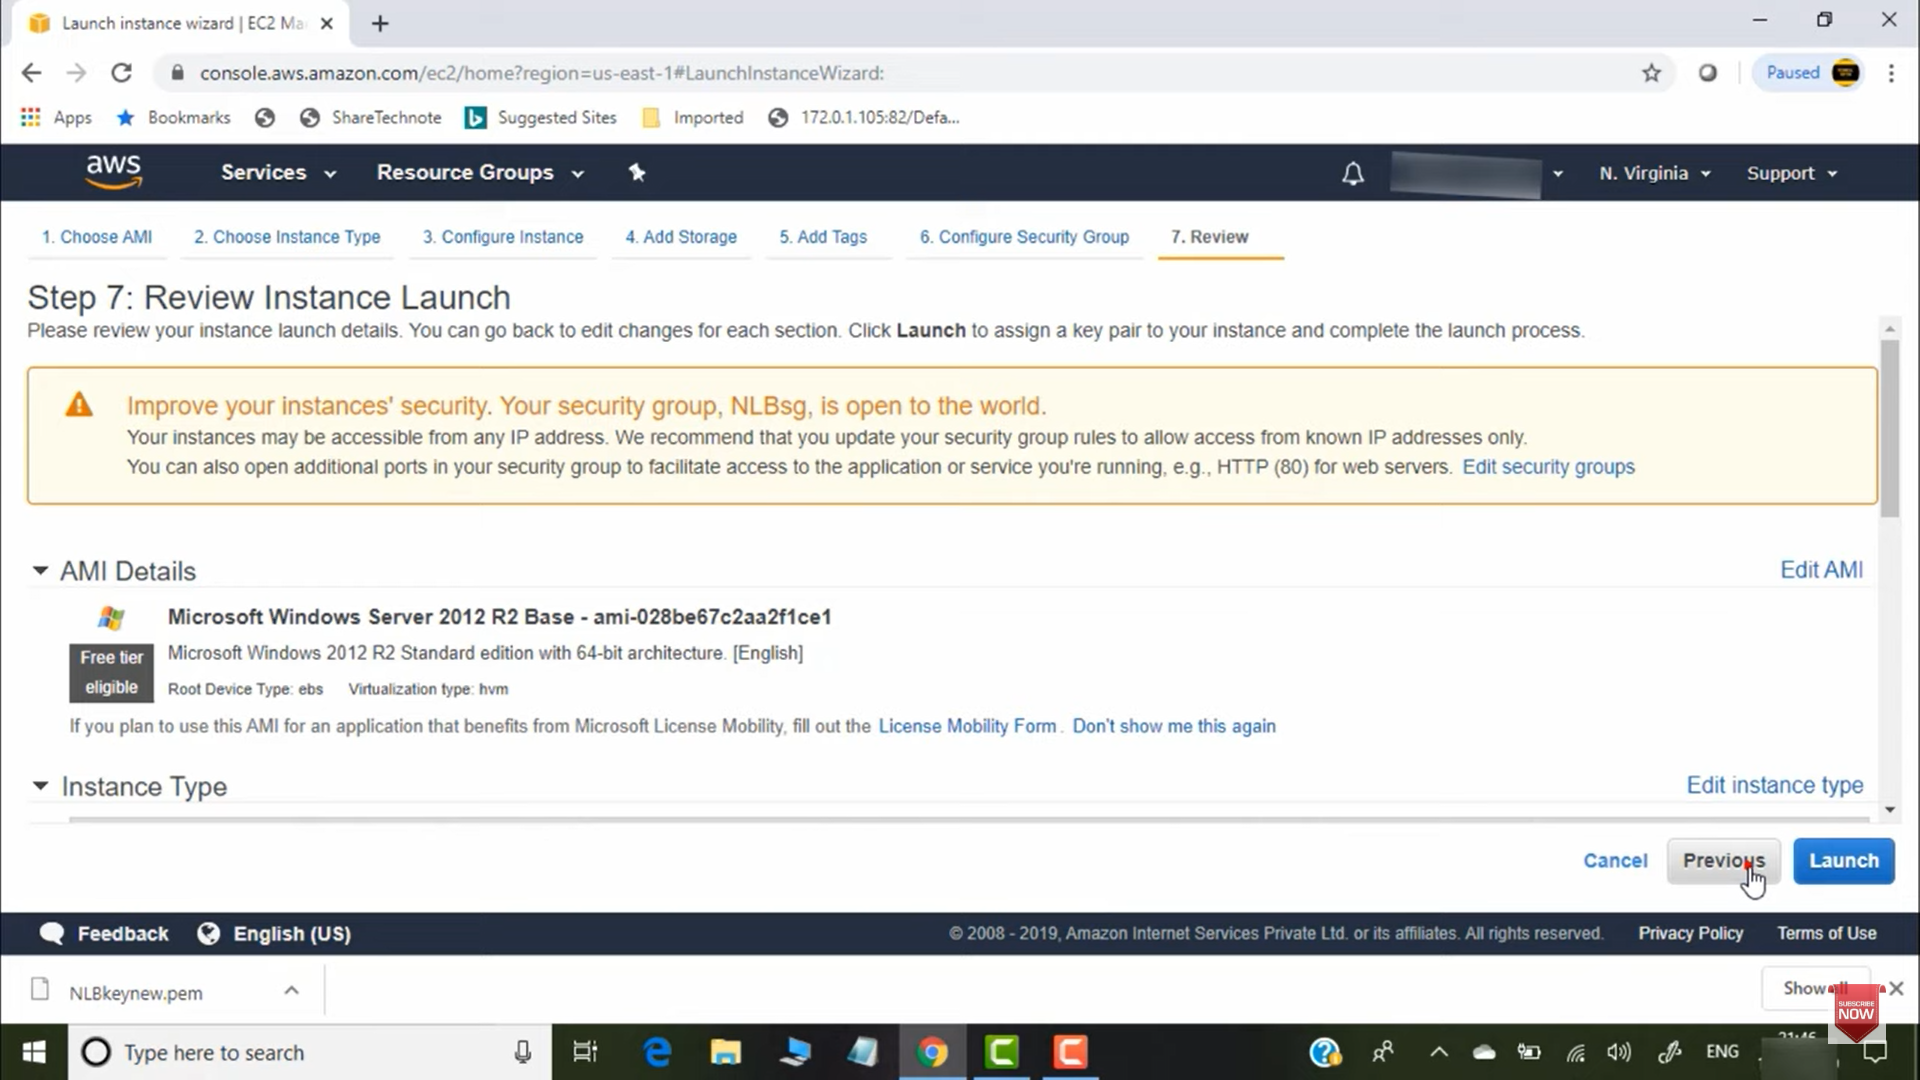 Launch instance wizard | EC2 Ma
console.aws.amazon.com/ec2/home?region=us-east-1#LaunchInstanceWizard:
Paused
Apps
Bookmarks
ShareTechnote
Suggested Sites
Imported
172.0.1.105:82/Defa...
aws
Services
Resource Groups
N. Virginia
Support
1. Choose AMI
2. Choose Instance Type
3. Configure Instance
4. Add Storage
5. Add Tags
6. Configure Security Group
7. Review
Step 7: Review Instance Launch
Please review your instance launch details. You can go back to edit changes for each section. Click Launch to assign a key pair to your instance and complete the launch process.
Improve your instances' security. Your security group, NLBsg, is open to the world.
Your instances may be accessible from any IP address. We recommend that you update your security group rules to allow access from known IP addresses only.
You can also open additional ports in your security group to facilitate access to the application or service you're running, e.g., HTTP (80) for web servers. Edit security groups
AMI Details
Edit AMI
Microsoft Windows Server 2012 R2 Base - ami-028be67c2aa2f1ce1
Free tier
eligible
Microsoft Windows 2012 R2 Standard edition with 64-bit architecture. [English]
Root Device Type: ebs Virtualization type: hvm
If you plan to use this AMI for an application that benefits from Microsoft License Mobility, fill out the License Mobility Form. Don't show me this again
Instance Type
Edit instance type
Cancel
Previous
Launch
Feedback
English (US)
© 2008 - 2019, Amazon Internet Services Private Ltd. or its affiliates. All rights reserved.
Privacy Policy
Terms of Use
NLBkeynew.pem
Show
SUBSCRIBE
NOW
Type here to search
ENG